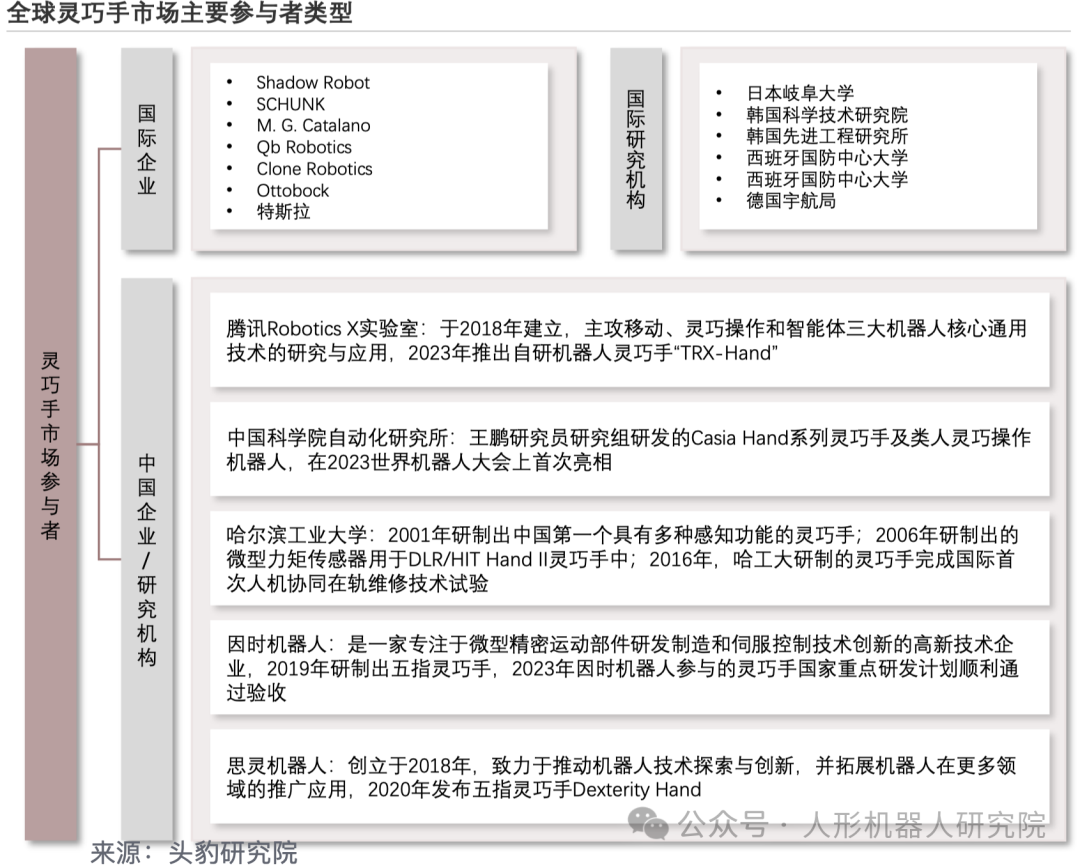 全球灵巧手市场主要参与者类型
灵巧手市场参与者
国际企业
• Shadow Robot
• SCHUNK
• M. G. Catalano
• Qb Robotics
• Clone Robotics
• Ottobock
• 特斯拉
国际研究机构
• 日本岐阜大学
• 韩国科学技术研究院
• 韩国先进工程研究所
• 西班牙国防中心大学
• 西班牙国防中心大学
• 德国宇航局
中国企业/研究机构
腾讯Robotics X实验室：于2018年建立，主攻移动、灵巧操作和智能体三大机器人核心通用
技术的研究与应用，2023年推出自研机器人灵巧手“TRX-Hand”
中国科学院自动化研究所：王鹏研究员研究组研发的Casia Hand系列灵巧手及类人灵巧操作
机器人，在2023世界机器人大会上首次亮相
哈尔滨工业大学：2001年研制出中国第一个具有多种感知功能的灵巧手；2006年研制出的
微型力矩传感器用于DLR/HIT Hand II灵巧手中；2016年，哈工大研制的灵巧手完成国际首
次人机协同在轨维修技术试验
因时机器人：是一家专注于微型精密运动部件研发制造和伺服控制技术创新的高新技术企
业，2019年研制出五指灵巧手，2023年因时机器人参与的灵巧手国家重点研发计划顺利通
过验收
思灵机器人：创立于2018年，致力于推动机器人技术探索与创新，并拓展机器人在更多领
域的推广应用，2020年发布五指灵巧手Dexterity Hand
公众号·人形机器人研究院
来源：头豹研究院